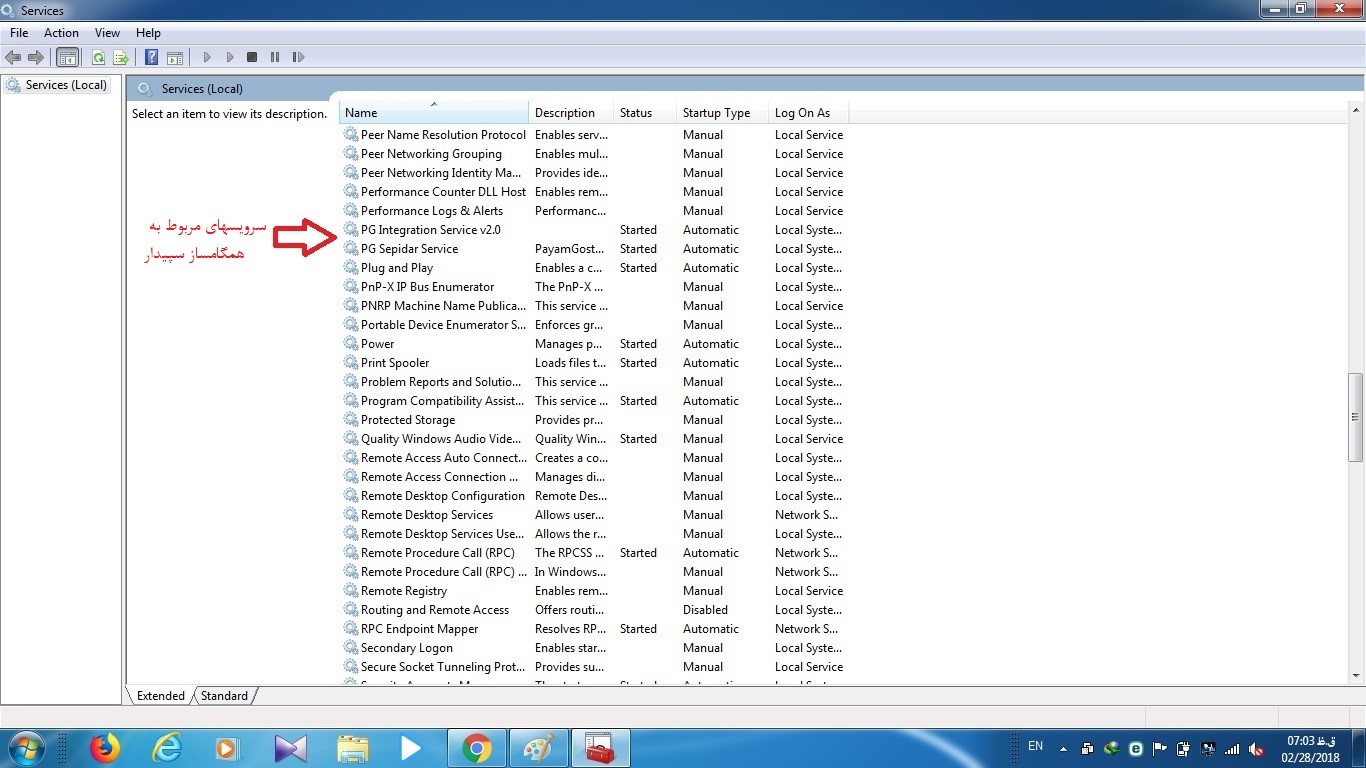 Services
File Action View Help
Services (Local)
Services (Local)
Select an item to view its description.
Name Description Status Startup Type Log On As
Peer Name Resolution Protocol Enables serv... Manual Local Service
Peer Networking Grouping Enables mul... Manual Local Service
Peer Networking Identity Ma... Provides ide... Manual Local Service
Performance Counter DLL Host Enables rem... Manual Local Service
Performance Logs & Alerts Performanc... Manual Local Service
PG Integration Service v2.0 Started Automatic Local Syste...
PG Sepidar Service PayamGost... Started Automatic Local Syste...
Plug and Play Enables a c... Started Automatic Local Syste...
PnP-X IP Bus Enumerator The PnP-X ... Manual Local Syste...
PNRP Machine Name Publica... This service ... Manual Local Service
Portable Device Enumerator S... Enforces gr... Manual Local Syste...
Power Manages p... Started Automatic Local Syste...
Print Spooler Loads files t... Started Automatic Local Syste...
Problem Reports and Solutio... This service ... Manual Local Syste...
Program Compatibility Assist... This service ... Started Automatic Local Syste...
Protected Storage Provides pr... Manual Local Syste...
Quality Windows Audio Vide... Quality Win... Started Manual Local Service
Remote Access Auto Connect... Creates a co... Manual Local Syste...
Remote Access Connection ... Manages di... Manual Local Syste...
Remote Desktop Configuration Remote Des... Manual Local Syste...
Remote Desktop Services Allows user... Manual Network S...
Remote Desktop Services Use... Allows the r... Manual Local Syste...
Remote Procedure Call (RPC) The RPCSS ... Started Automatic Network S...
Remote Procedure Call (RPC) ... In Windows... Manual Network S...
Remote Registry Enables rem... Manual Local Service
Routing and Remote Access Offers routi... Disabled Local Syste...
RPC Endpoint Mapper Resolves RP... Started Automatic Network S...
Secondary Logon Enables star... Manual Local Syste...
Secure Socket Tunneling Prot... Provides su... Manual Local Service
سرویسهای مربوط به
همگامساز سپیدار
Extended Standard
EN
07:03 ق.ظ
02/28/2018